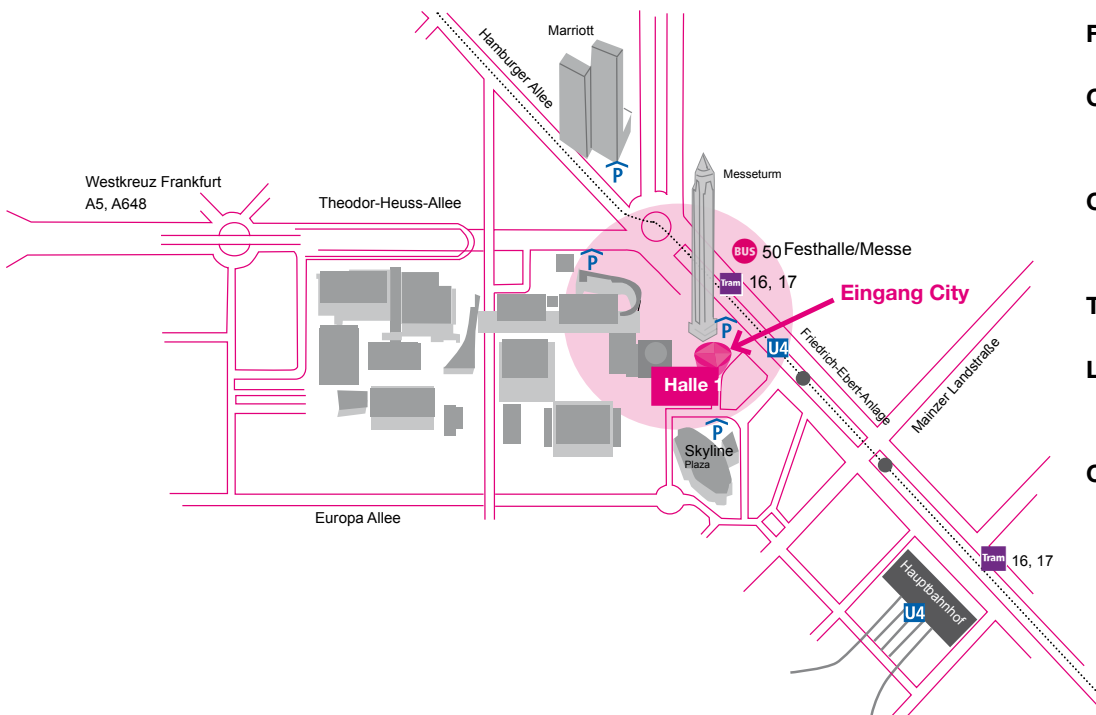 Marriott
Hamburger Allee
P
Messeturm
Westkreuz Frankfurt
A5, A648
Theodor-Heuss-Allee
BUS 50 Festhalle/Messe
P
Tram 16, 17
Eingang City
P
U4
Friedrich-Ebert-Anlage
Mainzer Landstraße
Halle 1
P
Skyline
Plaza
Europa Allee
Tram 16, 17
Hauptbahnhof
U4